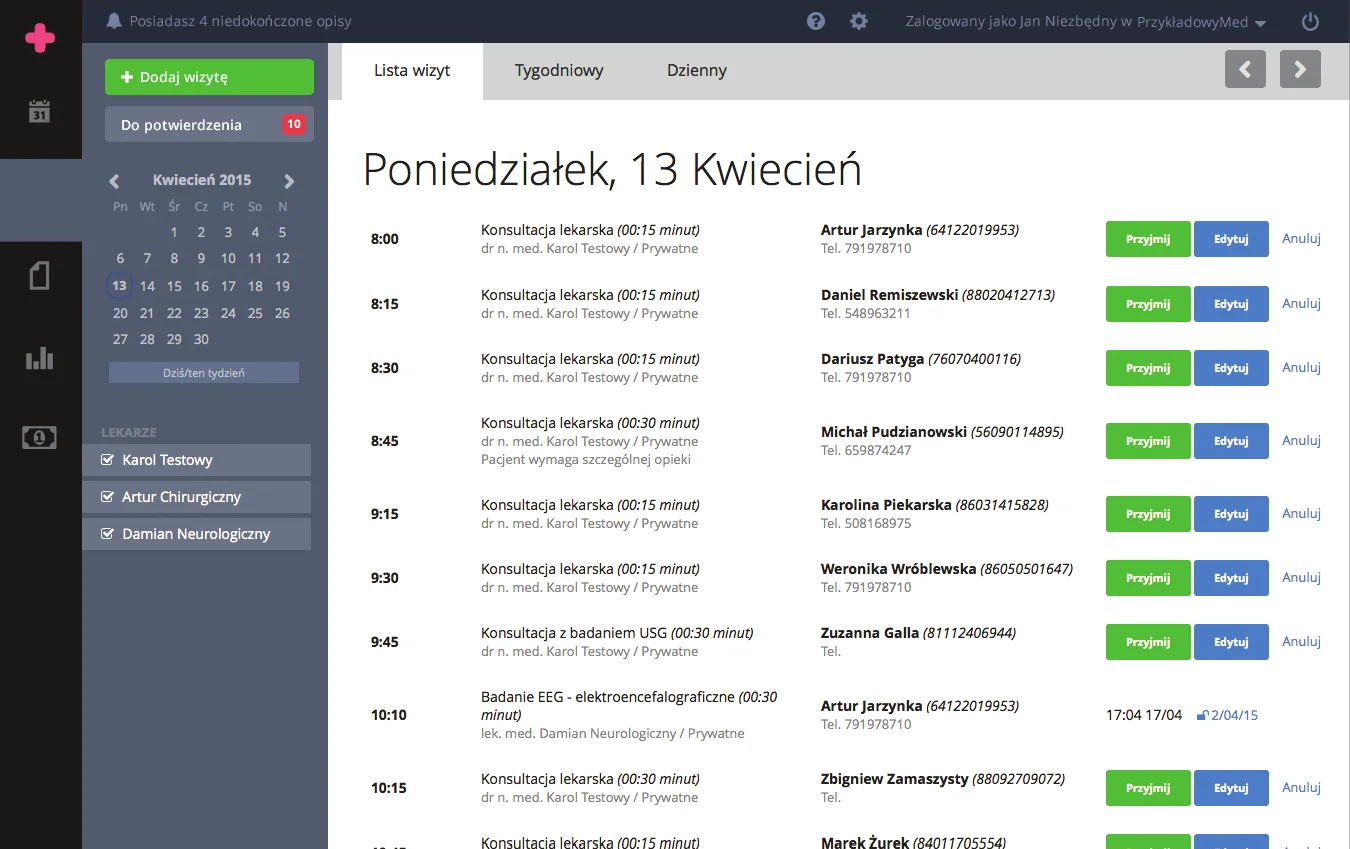 Posiadasz 4 niedokończone opisy
Zalogowany jako Jan Niezbędny w PrzykładowyMed
31
Dodaj wizytę
Do potwierdzenia 10
Kwiecień 2015
Pn Wt Śr Cz Pt So N
1 2 3 4 5
6 7 8 9 10 11 12
13 14 15 16 17 18 19
20 21 22 23 24 25 26
27 28 29 30
Dziś/ten tydzień
LEKARZE
Karol Testowy
Artur Chirurgiczny
Damian Neurologiczny
Lista wizyt Tygodniowy Dzienny
Poniedziałek, 13 Kwiecień
8:00 Konsultacja lekarska (00:15 minut) Artur Jarzynka (64122019953) Przyjmij Edytuj Anuluj
dr n. med. Karol Testowy / Prywatne Tel. 791978710
8:15 Konsultacja lekarska (00:15 minut) Daniel Remiszewski (88020412713) Przyjmij Edytuj Anuluj
dr n. med. Karol Testowy / Prywatne Tel. 548963211
8:30 Konsultacja lekarska (00:15 minut) Dariusz Patyga (76070400116) Przyjmij Edytuj Anuluj
dr n. med. Karol Testowy / Prywatne Tel. 791978710
8:45 Konsultacja lekarska (00:30 minut) Michał Pudzianowski (56090114895) Przyjmij Edytuj Anuluj
dr n. med. Karol Testowy / Prywatne Tel. 659874247
Pacjent wymaga szczególnej opieki
9:15 Konsultacja lekarska (00:15 minut) Karolina Piekarska (86031415828) Przyjmij Edytuj Anuluj
dr n. med. Karol Testowy / Prywatne Tel. 508168975
9:30 Konsultacja lekarska (00:15 minut) Weronika Wróblewska (86050501647) Przyjmij Edytuj Anuluj
dr n. med. Karol Testowy / Prywatne Tel. 791978710
9:45 Konsultacja z badaniem USG (00:30 minut) Zuzanna Galla (81112406944) Przyjmij Edytuj Anuluj
dr n. med. Karol Testowy / Prywatne Tel.
10:10 Badanie EEG - elektroencefalograficzne (00:30 Artur Jarzynka (64122019953) 17:04 17/04 2/04/15
minut) Tel. 791978710
lek. med. Damian Neurologiczny / Prywatne
10:15 Konsultacja lekarska (00:30 minut) Zbigniew Zamaszysty (88092709072) Przyjmij Edytuj Anuluj
dr n. med. Karol Testowy / Prywatne Tel.
Konsultacja lekarska (00:15 minut) Marek Żurek (84011705554)